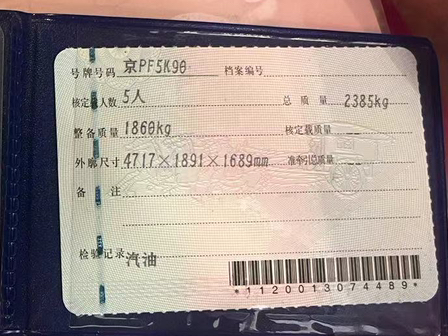 号牌号码 京PF5K90 档案编号
核定载人数 5人 总质量 2385kg
整备质量 1860kg 核定载质量 --
外廓尺寸 4717×1891×1689mm 准牵引总质量 --
备注
检验记录 汽油
*1120013074489*